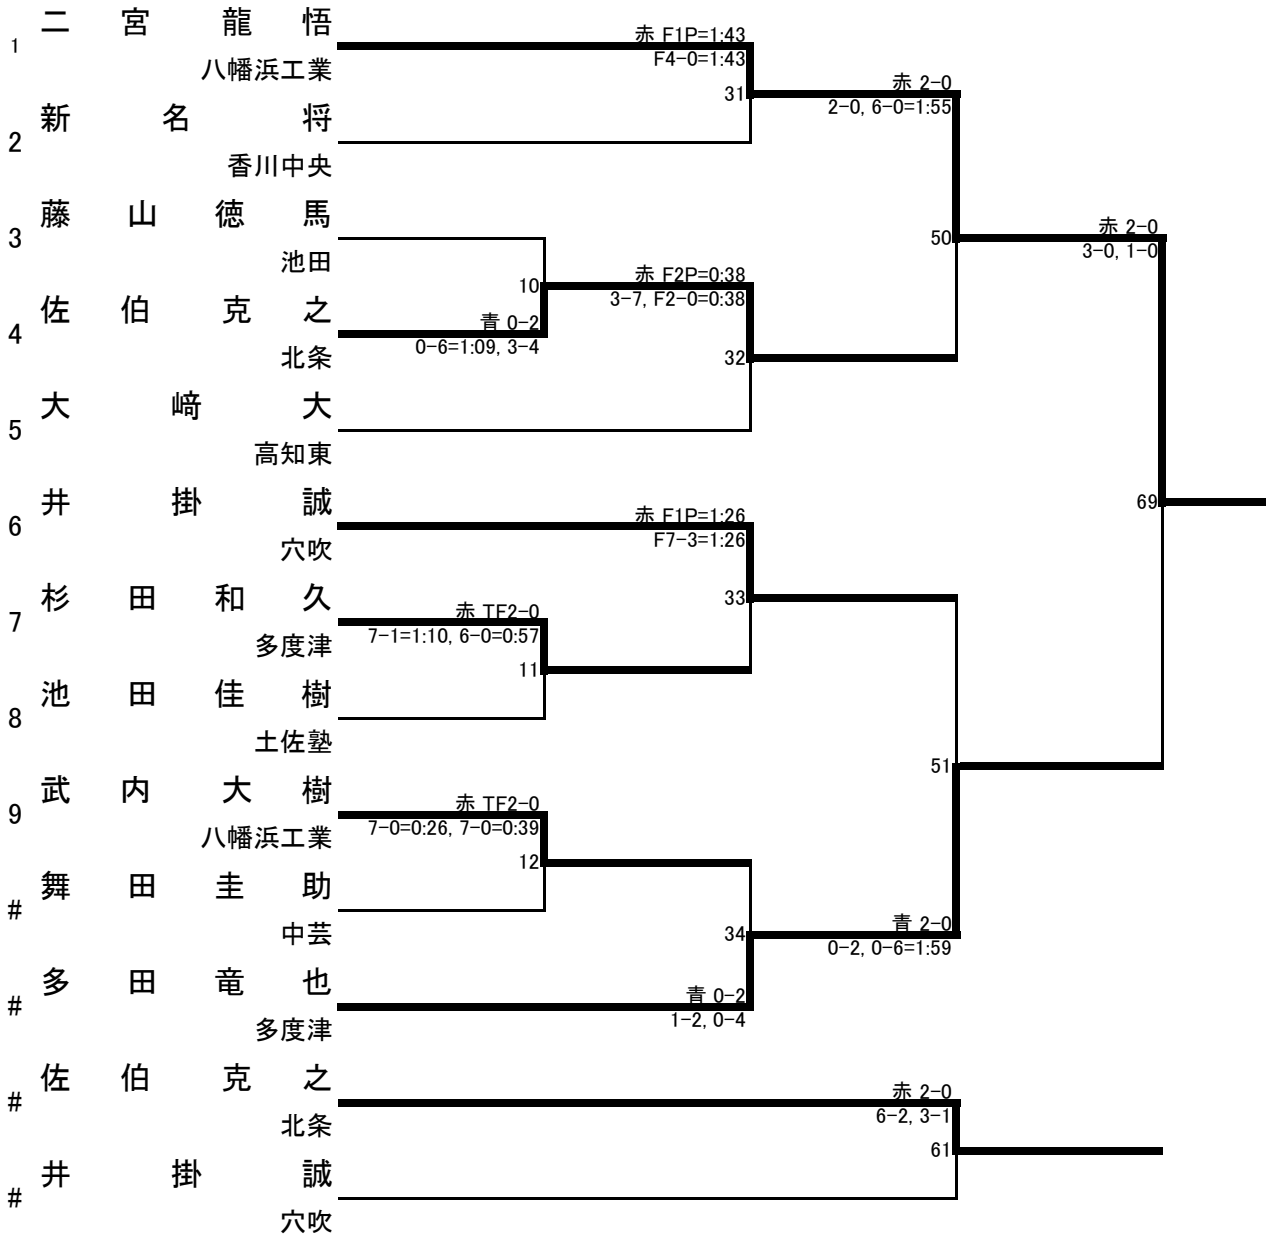 二宮龍悟
1
八幡浜工業
赤 F1P=1:43
F4-0=1:43
31
赤 2-0
2-0, 6-0=1:55
新名将
2
香川中央
藤山徳馬
3
池田
50
赤 2-0
3-0, 1-0
10
赤 F2P=0:38
3-7, F2-0=0:38
佐伯克之
4
北条
青 0-2
0-6=1:09, 3-4
32
大﨑大
5
高知東
井掛誠
6
穴吹
赤 F1P=1:26
F7-3=1:26
69
33
杉田和久
7
多度津
赤 TF2-0
7-1=1:10, 6-0=0:57
11
池田佳樹
8
土佐塾
51
武内大樹
9
八幡浜工業
赤 TF2-0
7-0=0:26, 7-0=0:39
12
舞田圭助
#
中芸
34
青 2-0
0-2, 0-6=1:59
多田竜也
#
多度津
青 0-2
1-2, 0-4
佐伯克之
#
北条
赤 2-0
6-2, 3-1
61
井掛誠
#
穴吹